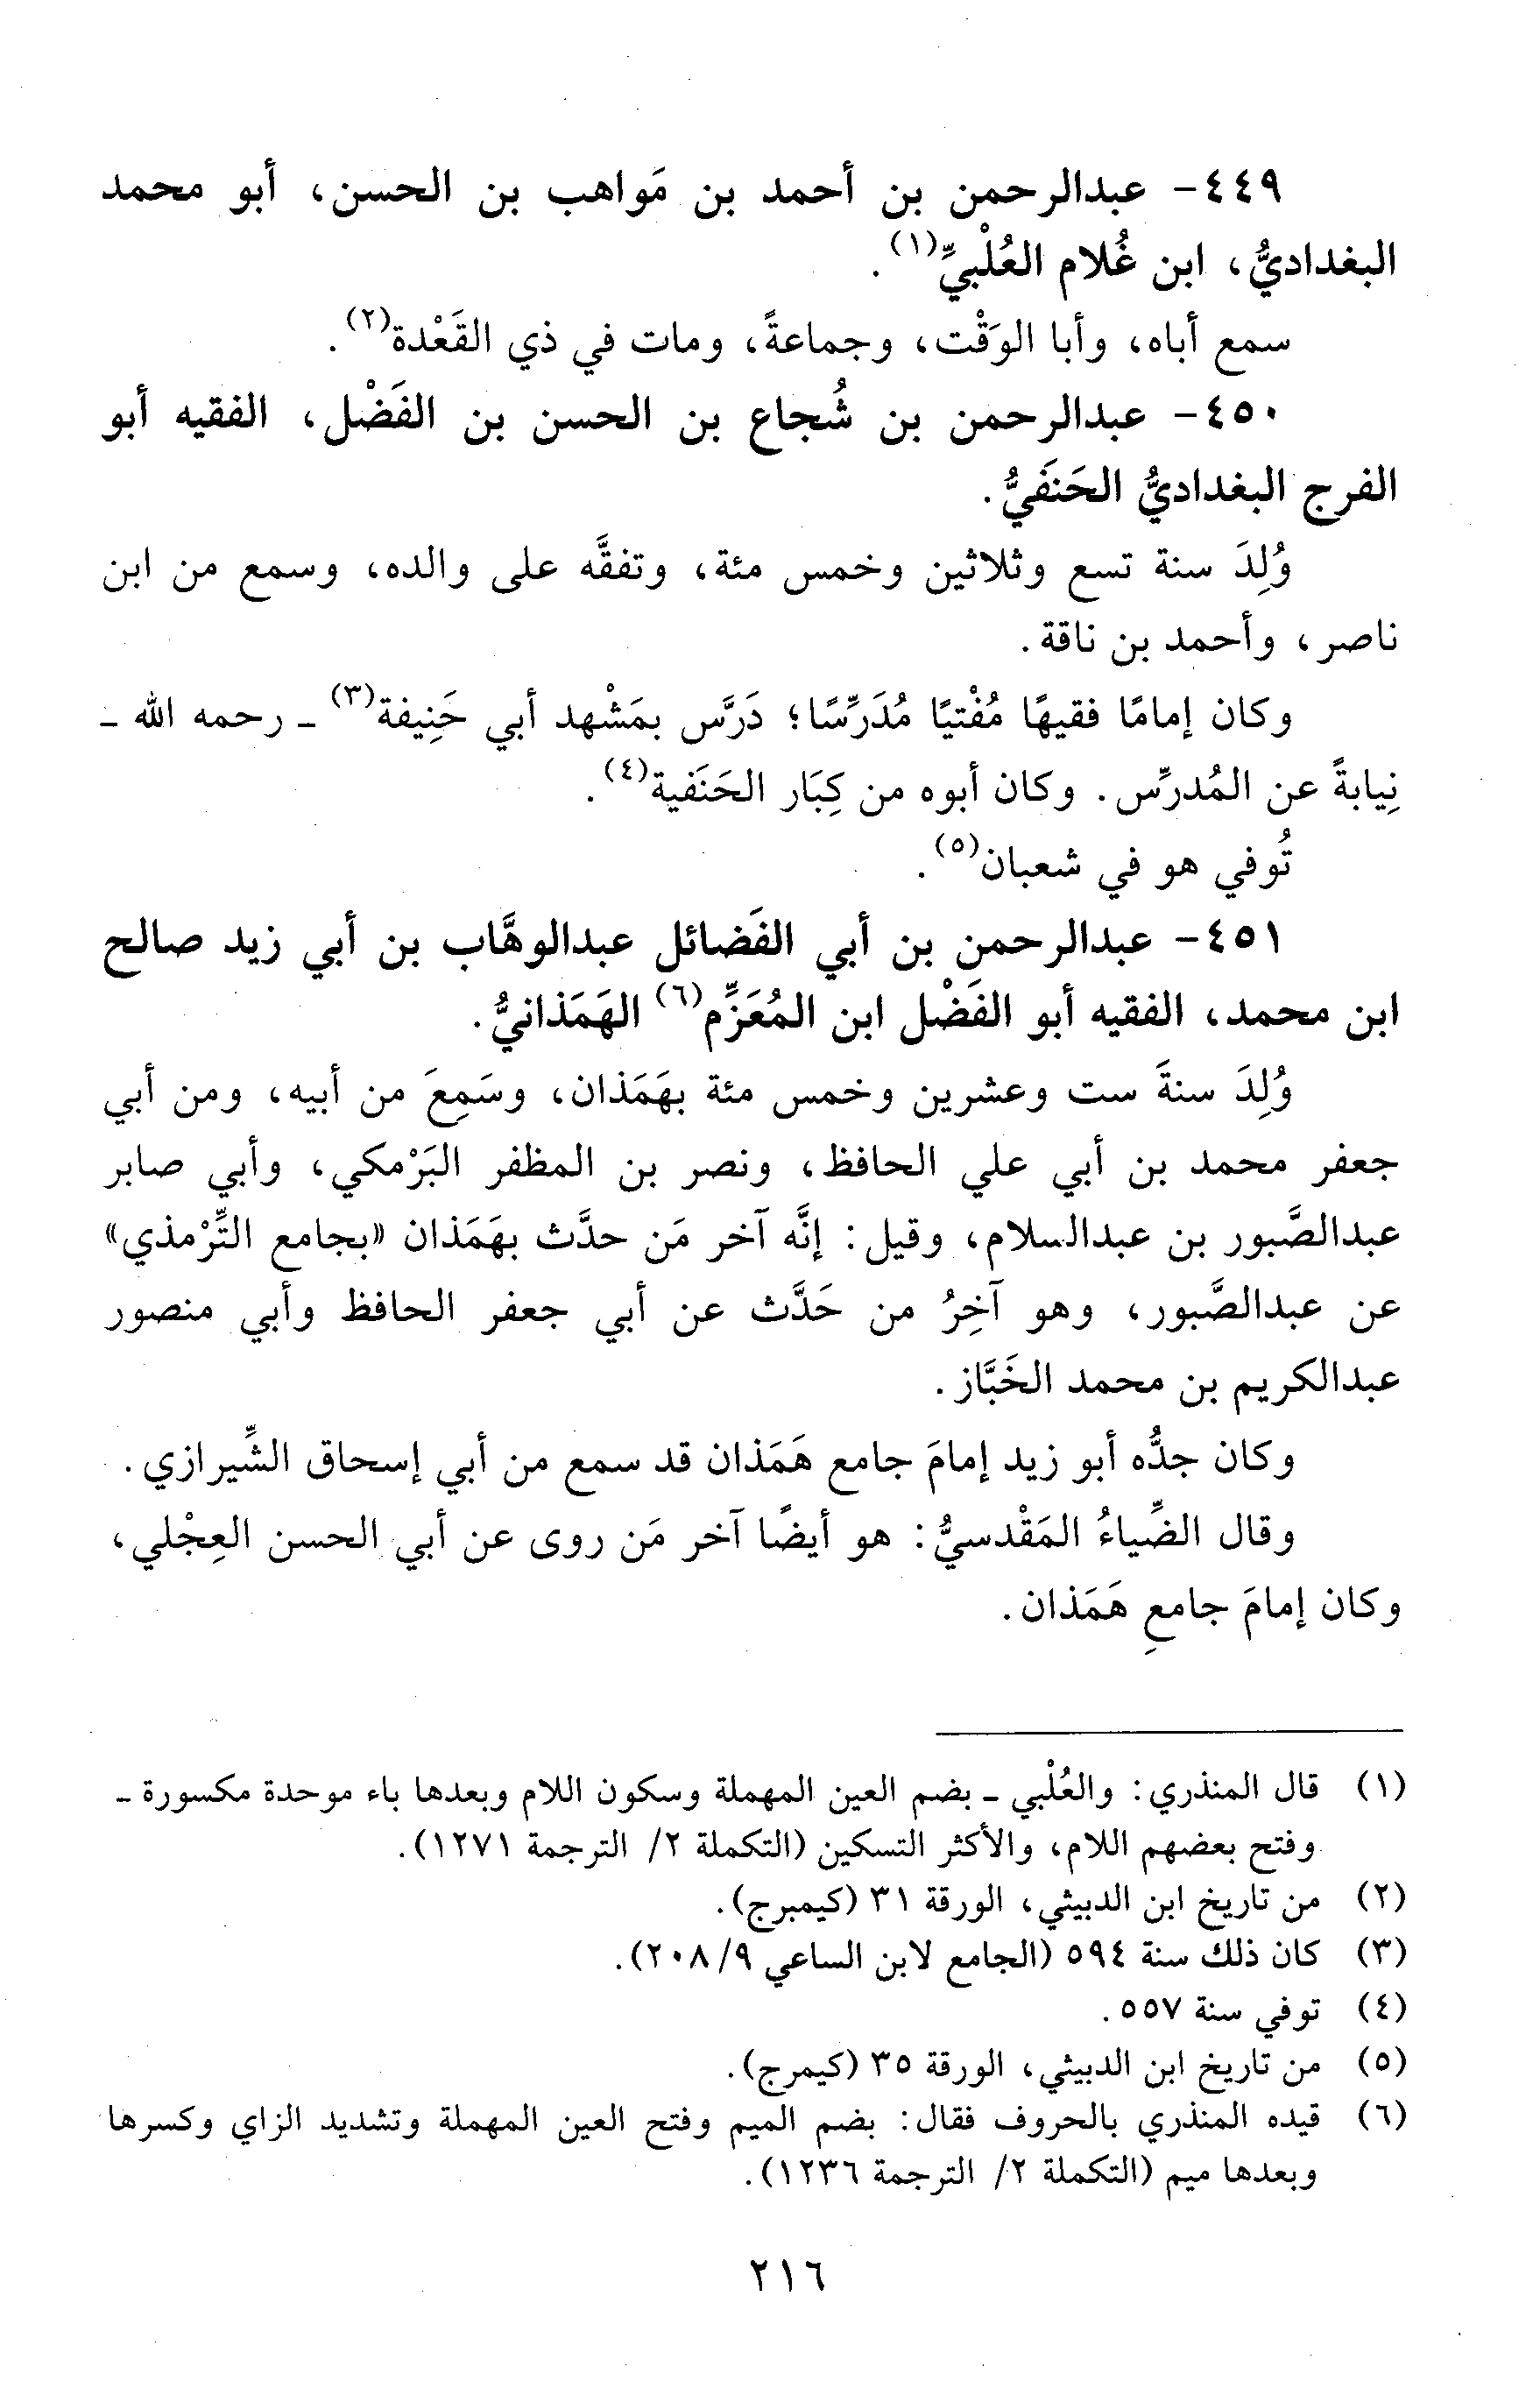 ٤٤٩- عبدالرحمن بن أحمد بن مَواهب بن الحسن، أبو محمد
البغداديُّ، ابن غُلام العُلْبيِّ(١).
سمع أباه، وأبا الوَقْت، وجماعةً، ومات في ذي القَعْدة(٢).
٤٥٠- عبدالرحمن بن شُجاع بن الحسن بن الفَضْل، الفقيه أبو
الفرج البغداديُّ الحَنَفيُّ.
وُلِدَ سنة تسع وثلاثين وخمس مئة، وتفقَّه على والده، وسمع من ابن
ناصر، وأحمد بن ناقة.
وكان إمامًا فقيهًا مُفْتيًا مُدَرِّسًا؛ دَرَّس بمَشْهد أبي حَنِيفة(٣) ـ رحمه الله ـ
نِيابةً عن المُدرِّس. وكان أبوه من كِبَار الحَنَفية(٤).
تُوفي هو في شعبان(٥).
٤٥١- عبدالرحمن بن أبي الفَضائل عبدالوهَّاب بن أبي زيد صالح
ابن محمد، الفقيه أبو الفَضْل ابن المُعَزِّم(٦) الهَمَذانيُّ.
وُلِدَ سنةَ ست وعشرين وخمس مئة بهَمَذان، وسَمِعَ من أبيه، ومن أبي
جعفر محمد بن أبي علي الحافظ، ونصر بن المظفر البَرْمكي، وأبي صابر
عبدالصَّبور بن عبدالسلام، وقيل: إنَّه آخر مَن حدَّث بهَمَذان «بجامع التِّرْمذي»
عن عبدالصَّبور، وهو آخِرُ من حَدَّث عن أبي جعفر الحافظ وأبي منصور
عبدالكريم بن محمد الخَبَّاز.
وكان جدُّه أبو زيد إمامَ جامع هَمَذان قد سمع من أبي إسحاق الشِّيرازي.
وقال الضِّياءُ المَقْدسيُّ: هو أيضًا آخر مَن روى عن أبي الحسن العِجْلي،
وكان إمامَ جامعِ هَمَذان.
(١) قال المنذري: والعُلْبي ـ بضم العين المهملة وسكون اللام وبعدها باء موحدة مكسورة ـ
وفتح بعضهم اللام، والأكثر التسكين (التكملة ٢/ الترجمة ١٢٧١).
(٢) من تاريخ ابن الدبيثي، الورقة ٣١ (كيمبرج).
(٣) كان ذلك سنة ٥٩٤ (الجامع لابن الساعي ٩/ ٢٠٨).
(٤) توفي سنة ٥٥٧.
(٥) من تاريخ ابن الدبيثي، الورقة ٣٥ (كيمرج).
(٦) قيده المنذري بالحروف فقال: بضم الميم وفتح العين المهملة وتشديد الزاي وكسرها
وبعدها ميم (التكملة ٢/ الترجمة ١٢٣٦).
٢١٦